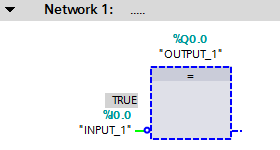 Network 1: .....
%Q0.0
"OUTPUT_1"
=
TRUE
%I0.0
"INPUT_1"